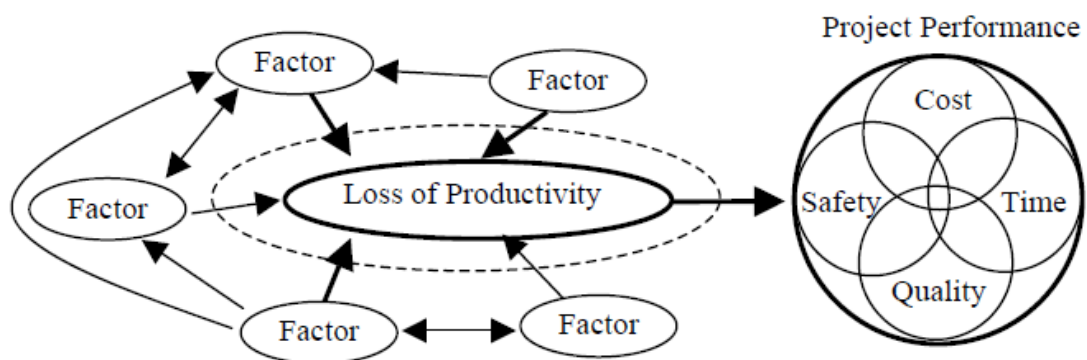 Project Performance
Factor
Factor
Cost
Loss of Productivity
Factor
Safety
Time
Quality
Factor
Factor